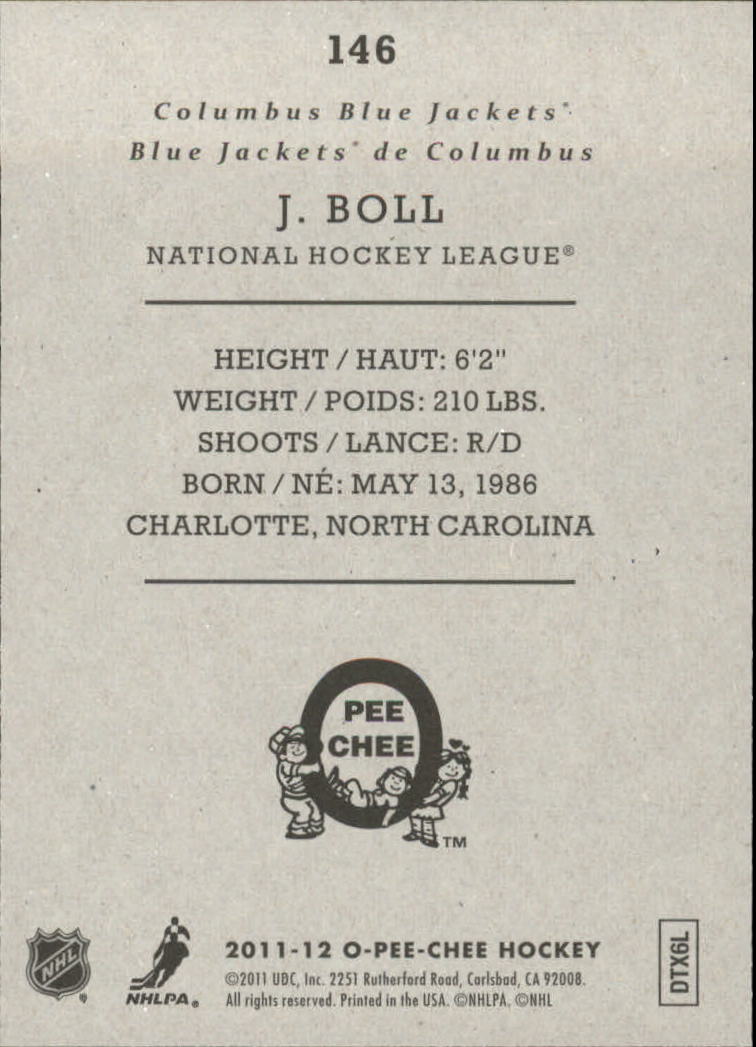 146
Columbus Blue Jackets
Blue Jackets de Columbus
J. BOLL
NATIONAL HOCKEY LEAGUE®
HEIGHT / HAUT: 6'2"
WEIGHT / POIDS: 210 LBS.
SHOOTS / LANCE: R/D
BORN / NÉ: MAY 13, 1986
CHARLOTTE, NORTH CAROLINA
O
PEE
CHEE
TM
NHL
NHLPA®
2011-12 O-PEE-CHEE HOCKEY
©2011 UDC, Inc. 2251 Rutherford Road, Carlsbad, CA 92008.
All rights reserved. Printed in the USA. ©NHLPA. ©NHL
DTX6L